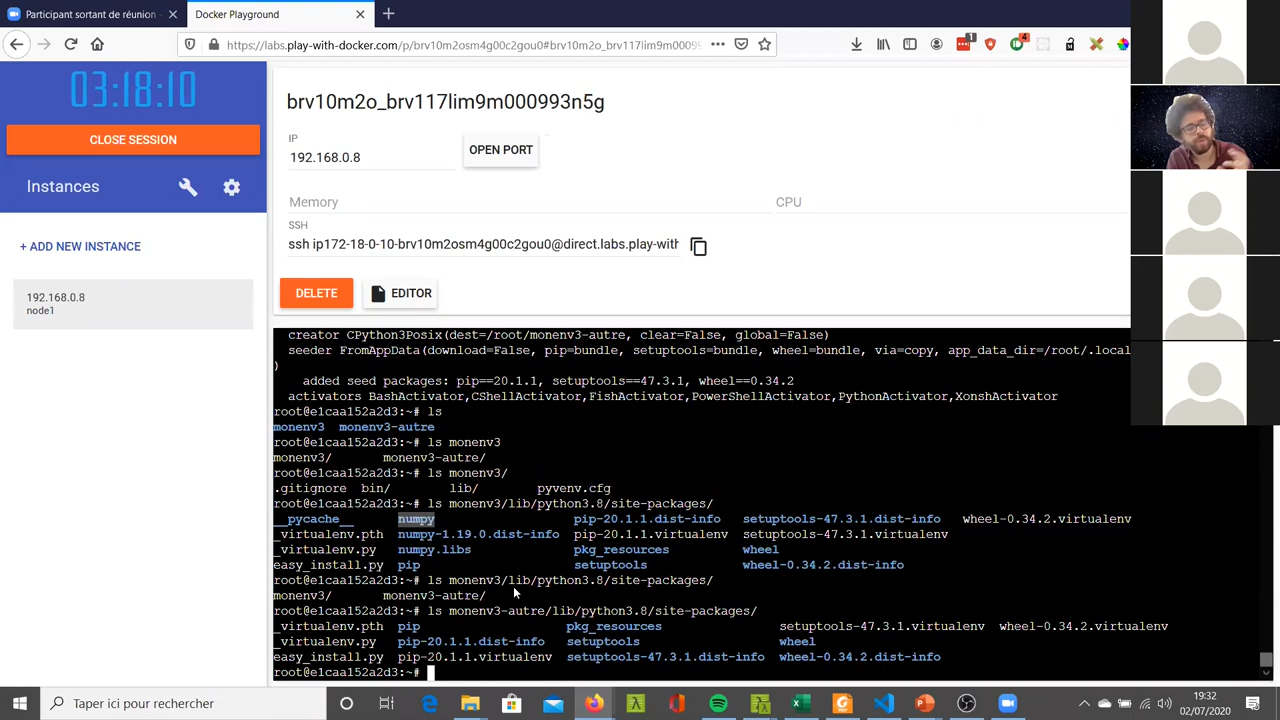 Participant sortant de réunion -
Docker Playground
https://labs.play-with-docker.com/p/brv10m2osm4g00c2gou0#brv10m2o_brv117lim9m00099
1
4
03:18:10
CLOSE SESSION
Instances
+ ADD NEW INSTANCE
192.168.0.8
node1
brv10m2o_brv117lim9m000993n5g
IP
192.168.0.8
OPEN PORT
Memory
CPU
SSH
ssh ip172-18-0-10-brv10m2osm4g00c2gou0@direct.labs.play-with
DELETE
EDITOR
creator CPython3Posix(dest=/root/monenv3-autre, clear=False, global=False)
seeder FromAppData(download=False, pip=bundle, setuptools=bundle, wheel=bundle, via=copy, app_data_dir=/root/.local
)
added seed packages: pip==20.1.1, setuptools==47.3.1, wheel==0.34.2
activators BashActivator,CShellActivator,FishActivator,PowerShellActivator,PythonActivator,XonshActivator
root@e1caa152a2d3:~# ls
monenv3 monenv3-autre
root@e1caa152a2d3:~# ls monenv3
monenv3/ monenv3-autre/
root@e1caa152a2d3:~# ls monenv3/
.gitignore bin/ lib/ pyvenv.cfg
root@e1caa152a2d3:~# ls monenv3/lib/python3.8/site-packages/
__pycache__ numpy pip-20.1.1.dist-info setuptools-47.3.1.dist-info wheel-0.34.2.virtualenv
_virtualenv.pth numpy-1.19.0.dist-info pip-20.1.1.virtualenv setuptools-47.3.1.virtualenv
_virtualenv.py numpy.libs pkg_resources wheel
easy_install.py pip setuptools wheel-0.34.2.dist-info
root@e1caa152a2d3:~# ls monenv3/lib/python3.8/site-packages/
monenv3/ monenv3-autre/
root@e1caa152a2d3:~# ls monenv3-autre/lib/python3.8/site-packages/
_virtualenv.pth pip pkg_resources setuptools-47.3.1.virtualenv wheel-0.34.2.virtualenv
_virtualenv.py pip-20.1.1.dist-info setuptools wheel
easy_install.py pip-20.1.1.virtualenv setuptools-47.3.1.dist-info wheel-0.34.2.dist-info
root@e1caa152a2d3:~#
Taper ici pour rechercher
19:32
02/07/2020